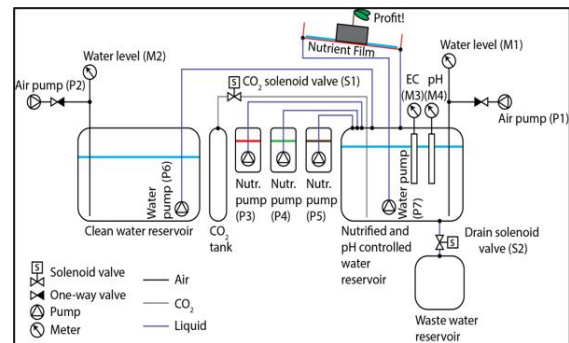 Profit!
Nutrient Film
Water level (M2)
Water level (M1)
Air pump (P2)
S
CO2 solenoid valve (S1)
EC
(M3)
pH
(M4)
Air pump (P1)
Water
pump (P6)
Nutr.
pump
(P3)
Nutr.
pump
(P4)
Nutr.
pump
(P5)
Water pump
(P7)
Clean water reservoir
CO2
tank
Nutrified and
pH controlled
water
reservoir
Drain solenoid
valve (S2)
S
Waste water
reservoir
S
Solenoid valve
One-way valve
Pump
Meter
Air
CO2
Liquid